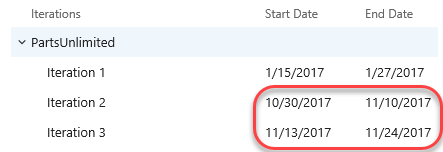 Iterations Start Date End Date
PartsUnlimited
Iteration 1 1/15/2017 1/27/2017
Iteration 2 10/30/2017 11/10/2017
Iteration 3 11/13/2017 11/24/2017